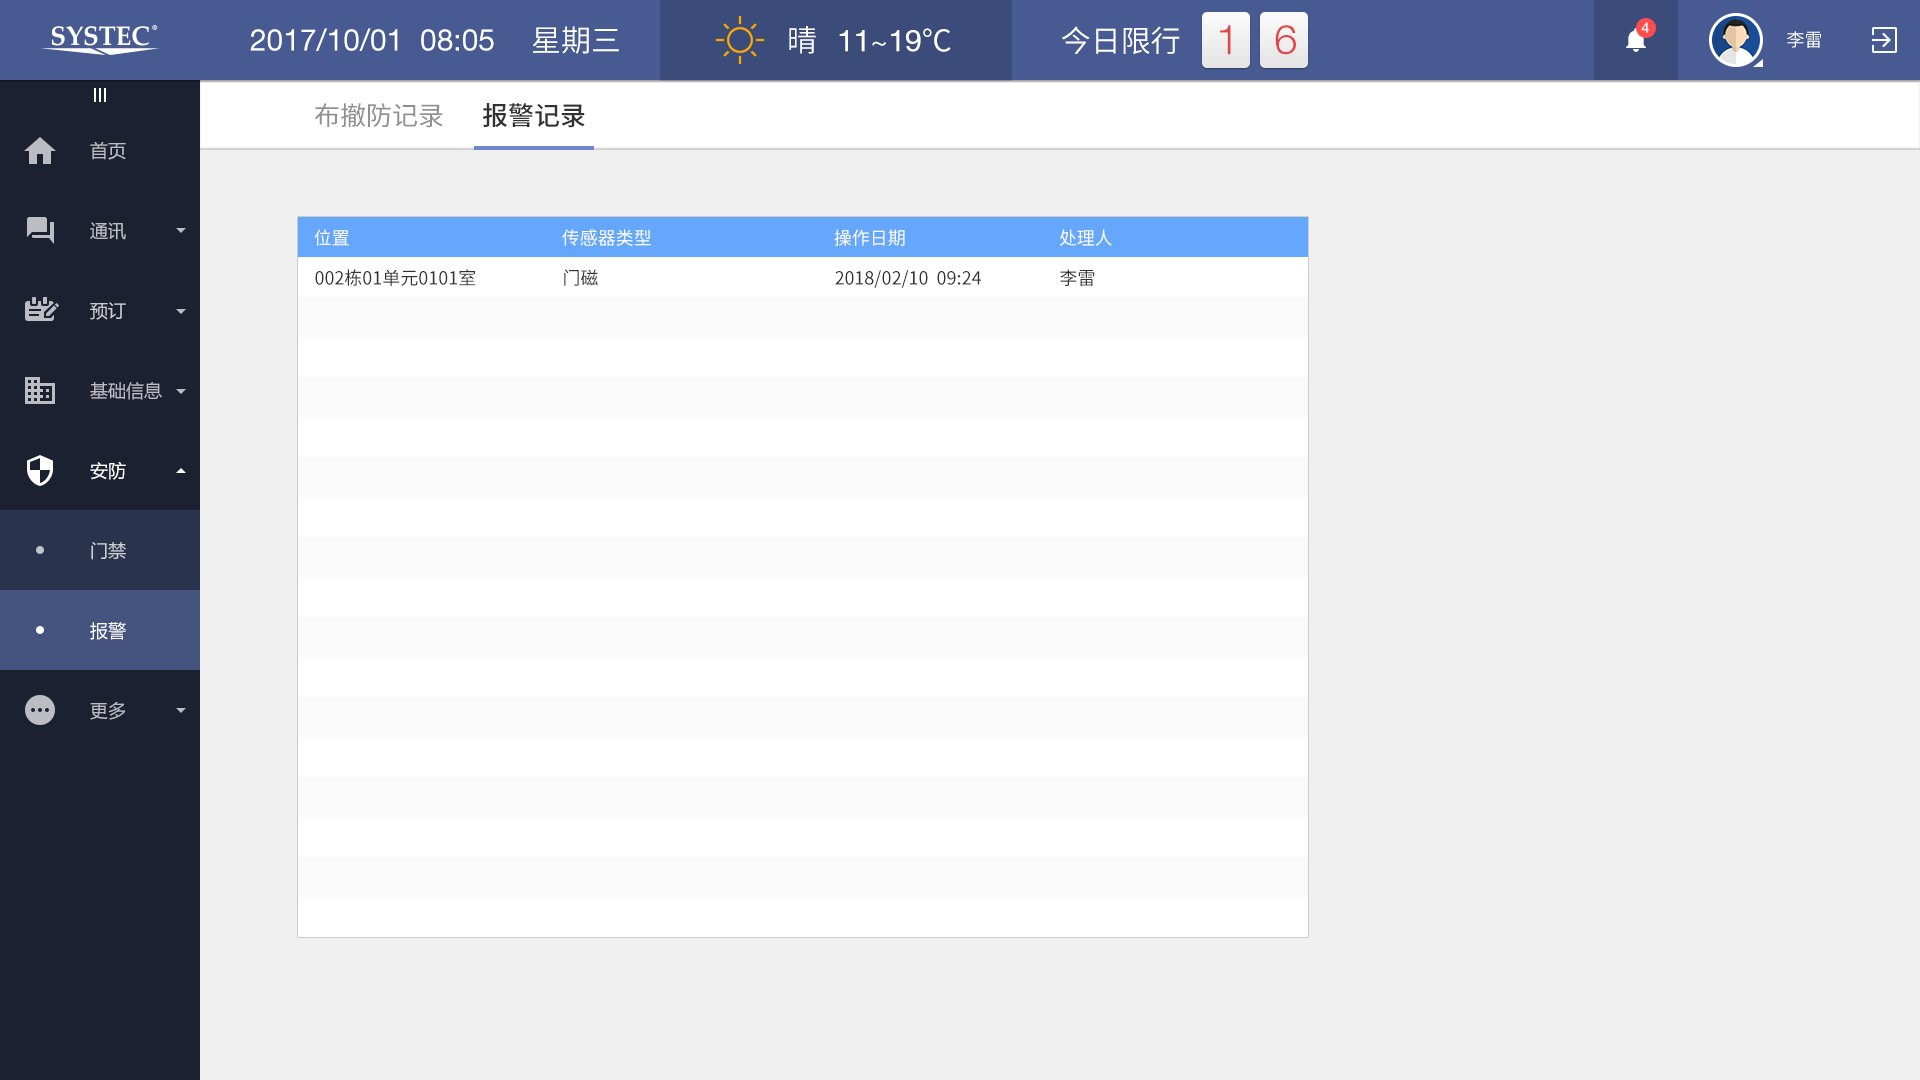 SYSTEC®
2017/10/01 08:05 星期三
晴 11~19°C
今日限行 1 6
4
李雷
首页
通讯
预订
基础信息
安防
门禁
报警
更多
布撤防记录 报警记录
位置 传感器类型 操作日期 处理人
002栋01单元0101室 门磁 2018/02/10 09:24 李雷